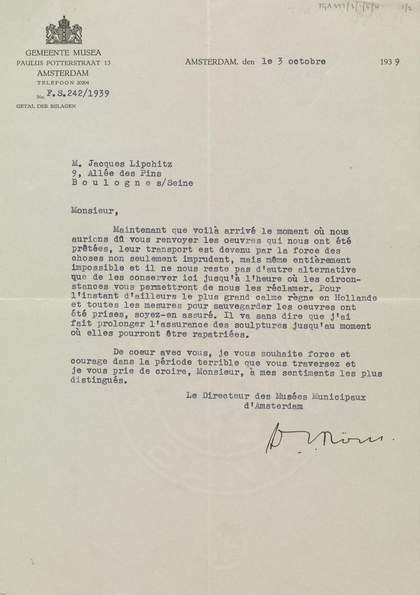 GEMEENTE MUSEA
PAULUS POTTERSTRAAT 13
AMSTERDAM
TELEFOON 20204
No. F.S.242/1939
GETAL DER BIJLAGEN
AMSTERDAM, den le 3 octobre 1939
M. Jacques Lipchitz
9, Allée des Pins
Boulogne s/Seine
Monsieur,
Maintenant que voilà arrivé le moment où nous
aurions dû vous renvoyer les oeuvres qui nous ont été
prêtées, leur transport est devenu par la force des
choses non seulement imprudent, mais même entièrement
impossible et il ne nous reste pas d'autre alternative
que de les conserver ici jusqu'à l'heure où les circon-
stances vous permettront de nous les réclamer. Pour
l'instant d'ailleurs le plus grand calme règne en Hollande
et toutes les mesures pour sauvegarder les oeuvres ont
été prises, soyez-en assuré. Il va sans dire que j'ai
fait prolonger l'assurance des sculptures jusqu'au moment
où elles pourront être rapatriées.
De coeur avec vous, je vous souhaite force et
courage dans la période terrible que vous traversez et
je vous prie de croire, Monsieur, à mes sentiments les plus
distingués.
Le Directeur des Musées Municipaux
d'Amsterdam